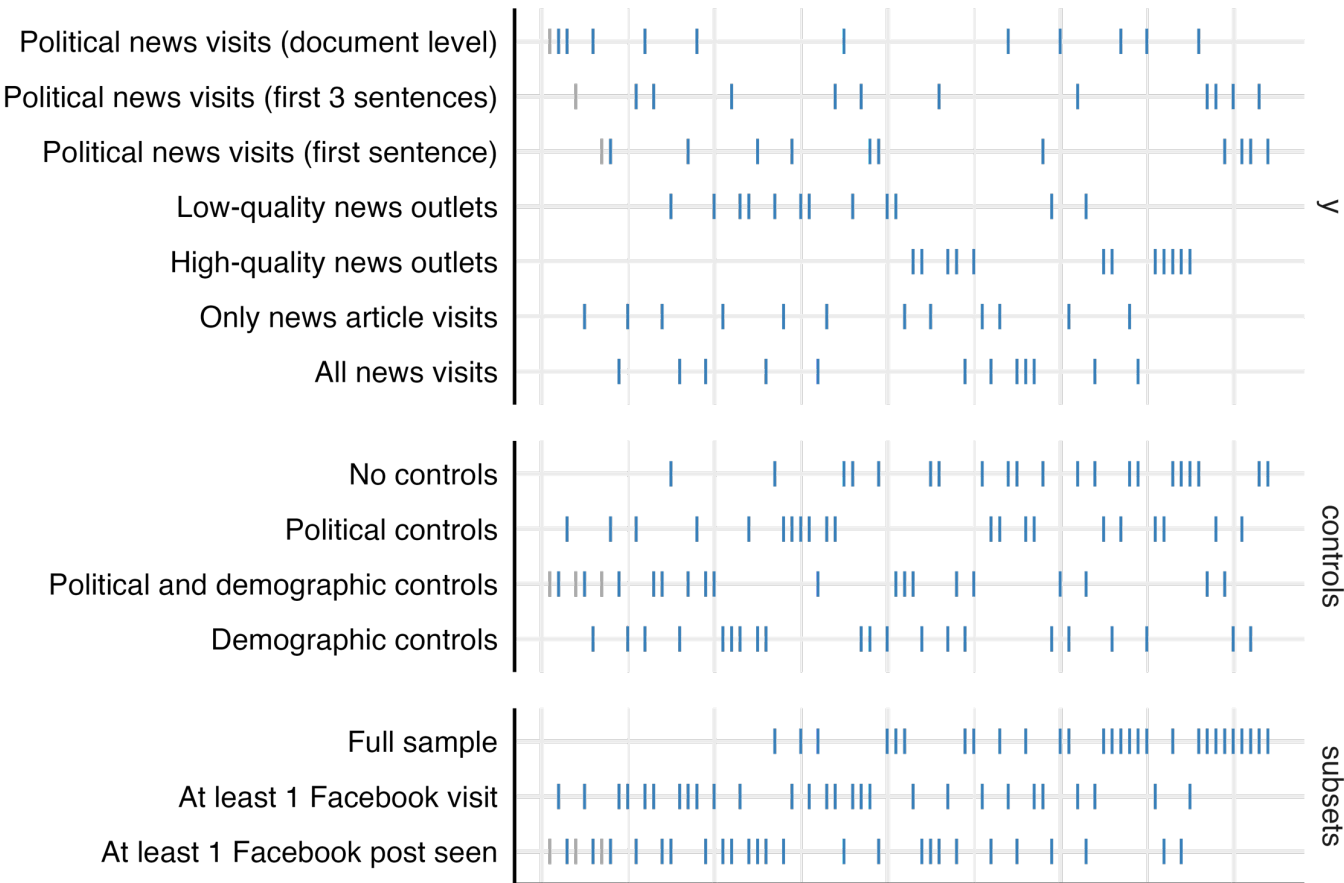 Political news visits (document level)
Political news visits (first 3 sentences)
Political news visits (first sentence)
Low-quality news outlets
High-quality news outlets
Only news article visits
All news visits
y
No controls
Political controls
Political and demographic controls
Demographic controls
controls
Full sample
At least 1 Facebook visit
At least 1 Facebook post seen
subsets